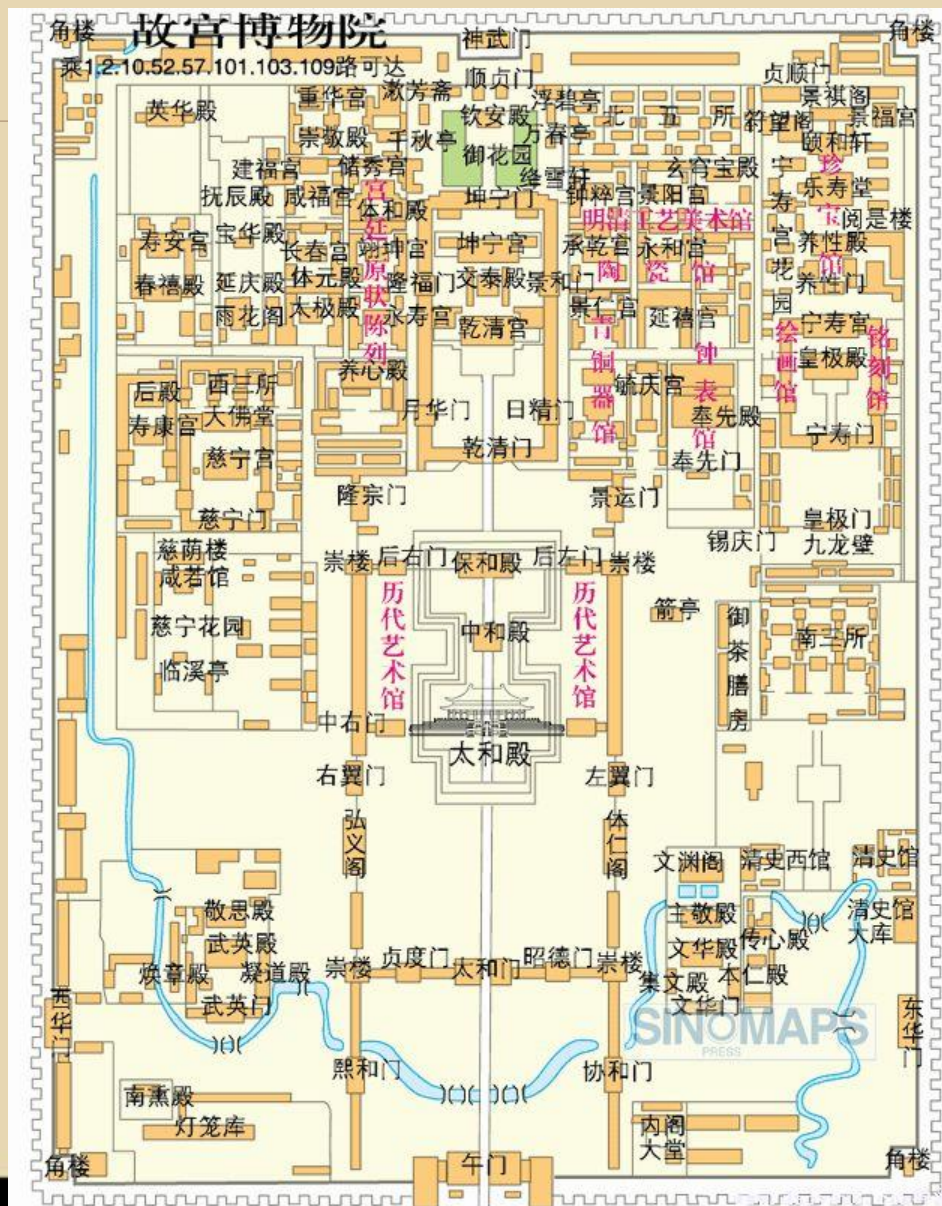 故宫博物院
乘1.2.10.52.57.101.103.109路可达
角楼
神武门
角楼
顺贞门
贞顺门
英华殿
重华宫
漱芳斋
钦安殿
浮碧亭
北五所
符望阁
景祺阁
景福宫
崇敬殿
千秋亭
万春亭
颐和轩
建福宫
储秀宫
御花园
绛雪轩
玄穹宝殿
珍宝馆
抚辰殿
咸福宫
体和殿
坤宁门
钟粹宫
景阳宫
宁寿宫花园
乐寿堂
宫廷原状陈列
明清工艺美术馆
阅是楼
寿安宫
宝华殿
长春宫
翊坤宫
坤宁宫
承乾宫
永和宫
养性殿
春禧殿
延庆殿
体元殿
隆福门
交泰殿
景和门
陶瓷馆
养性门
雨花阁
太极殿
永寿宫
乾清宫
景仁宫
延禧宫
宁寿宫
青铜器馆
钟表馆
绘画馆
皇极殿
铭刻馆
后殿
西三所
养心殿
毓庆宫
寿康宫
大佛堂
月华门
日精门
奉先殿
宁寿门
慈宁宫
乾清门
奉先门
慈宁门
隆宗门
景运门
皇极门
慈荫楼
崇楼
后右门
保和殿
后左门
崇楼
锡庆门
九龙壁
咸若馆
历代艺术馆
历代艺术馆
慈宁花园
中和殿
箭亭
御茶膳房
南三所
临溪亭
中右门
太和殿
右翼门
左翼门
弘义阁
体仁阁
文渊阁
清史西馆
清史馆
敬思殿
主敬殿
清史馆
大库
武英殿
文华殿
传心殿
焕章殿
凝道殿
崇楼
贞度门
太和门
昭德门
崇楼
集文殿
本仁殿
西华门
武英门
文华门
东华门
SINOMAPS
PRESS
熙和门
协和门
南薰殿
灯笼库
内阁
大堂
角楼
午门
角楼